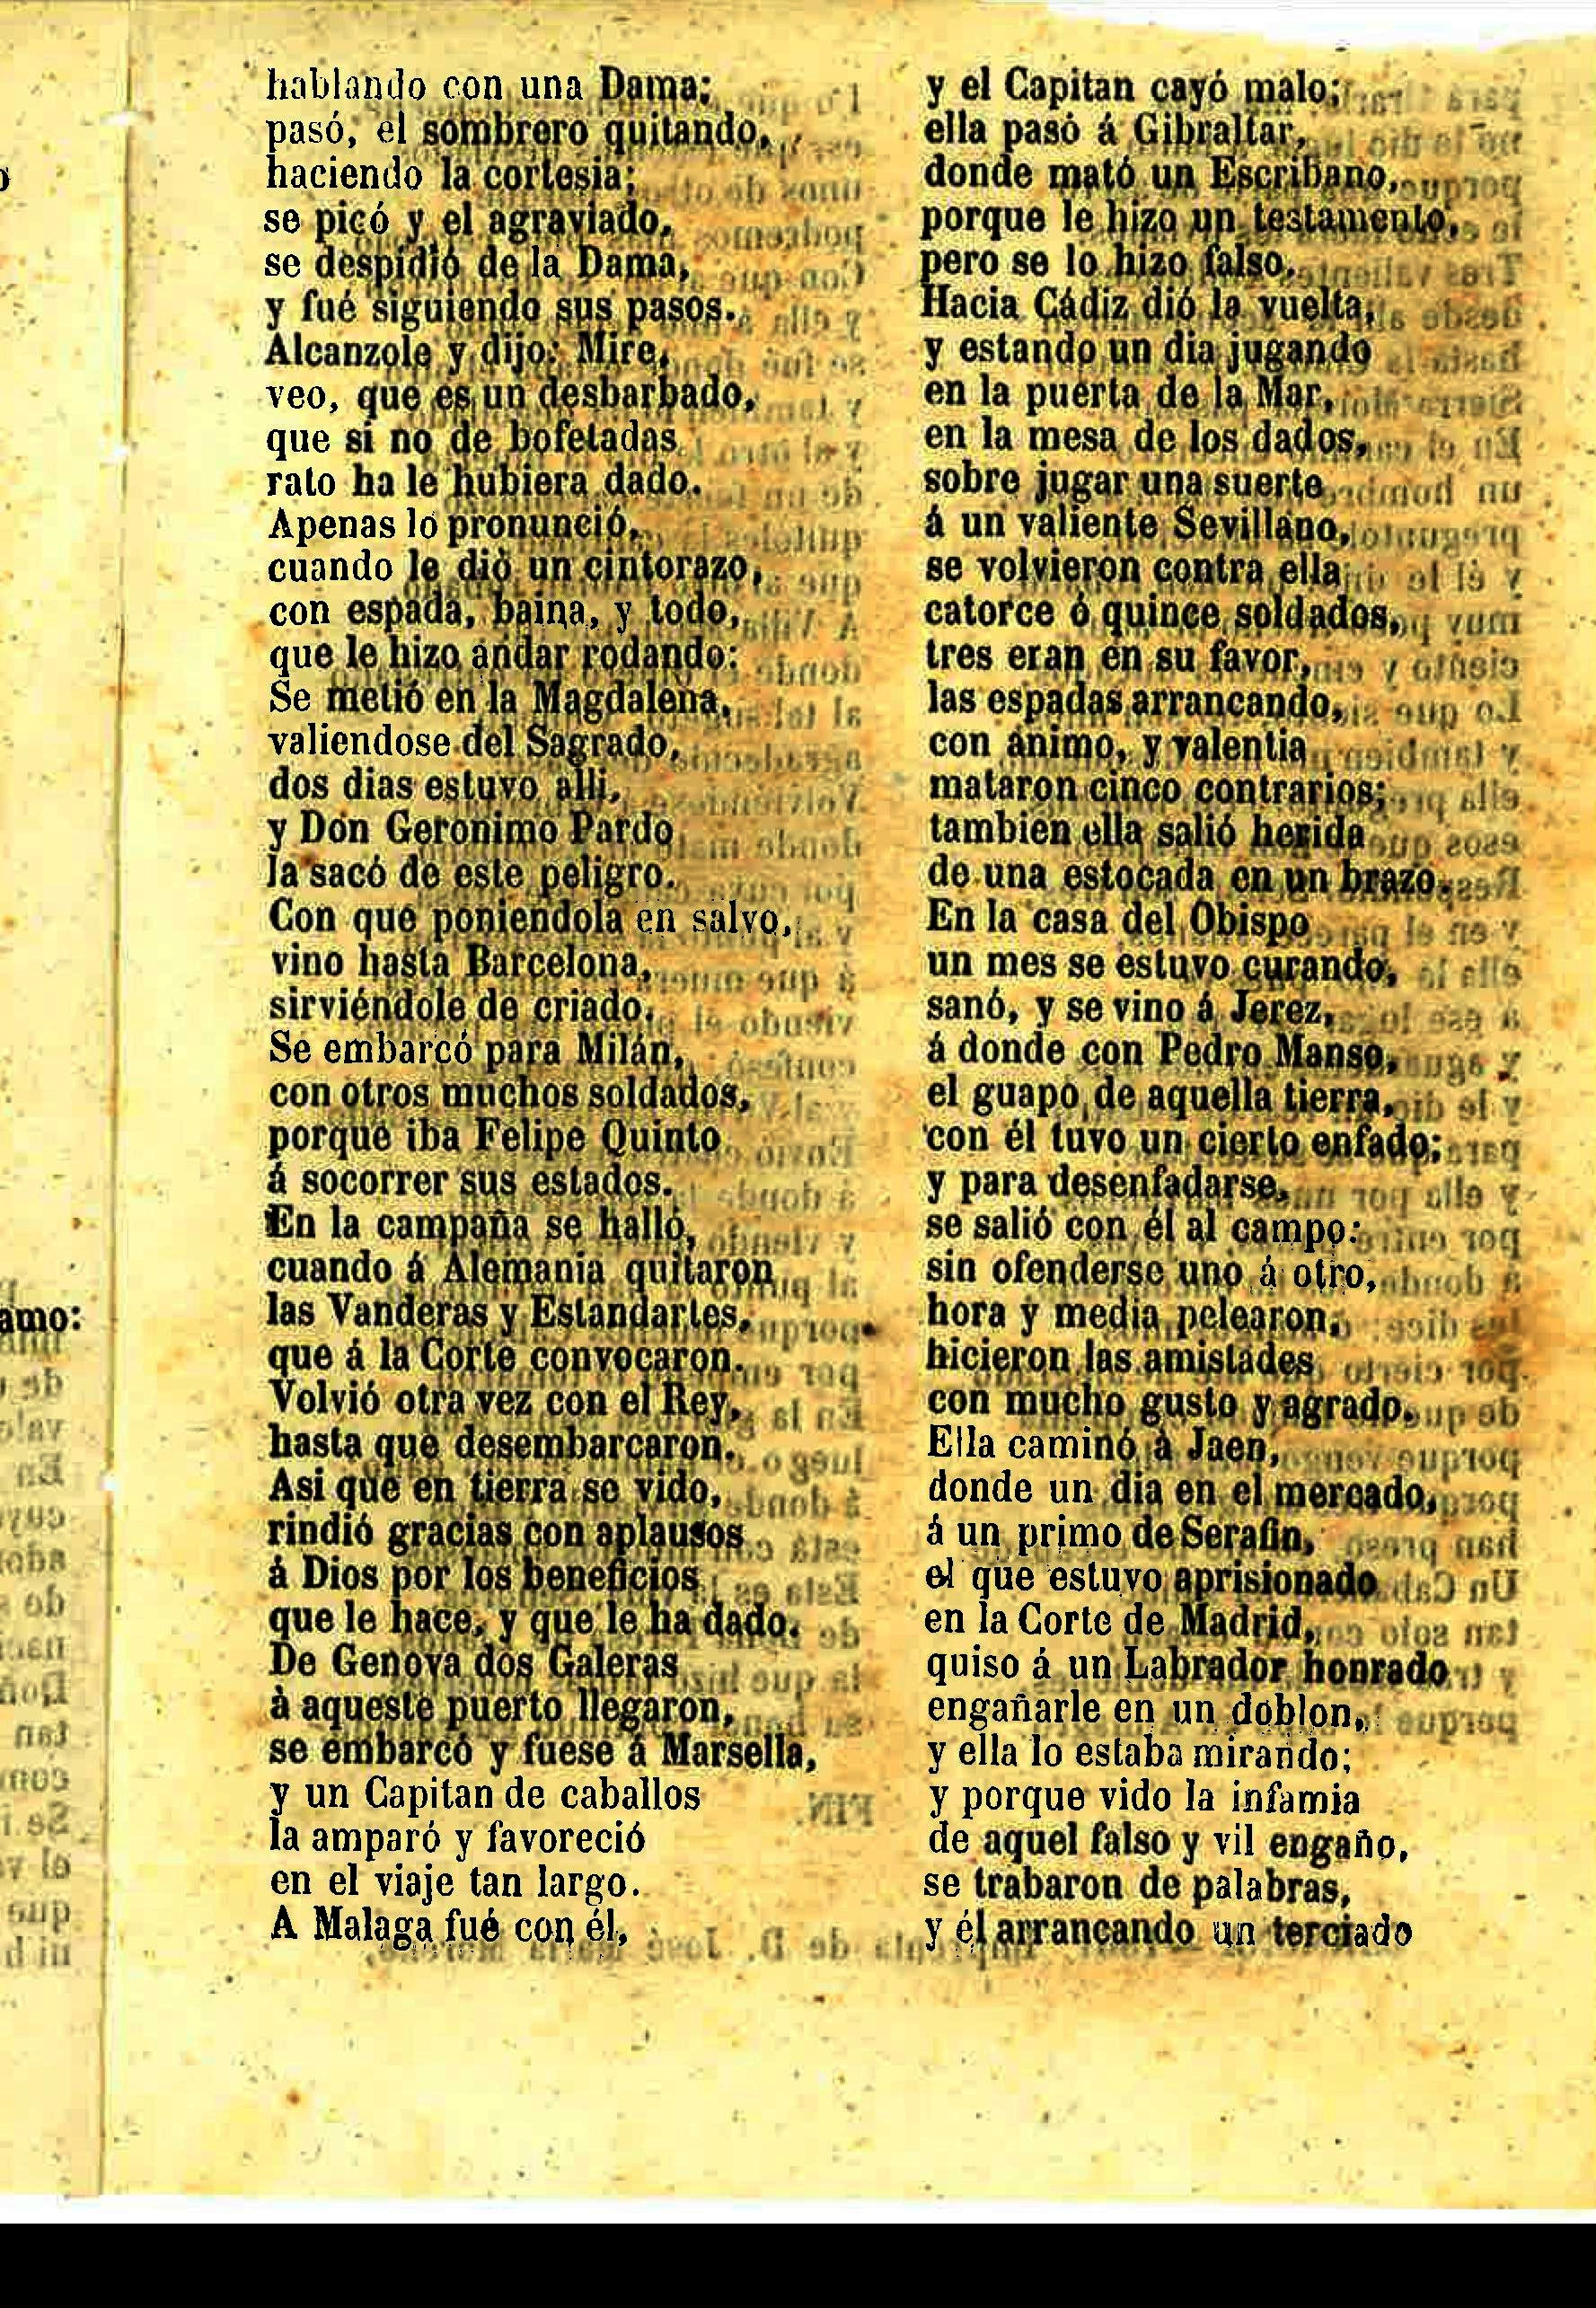 hablando con una Dama;
pasó, el sombrero quitando,
haciendo la cortesia;
se picó y el agraviado,
se despidió de la Dama,
y fué siguiendo sus pasos.
Alcanzole y dijo: Mire,
veo, que es un desbarbado,
que si no de bofetadas
rato ha le hubiera dado.
Apenas lo pronunció,
cuando le dió un cintorazo,
con espada, baina, y todo,
que le hizo andar rodando:
Se metió en la Magdalena,
valiendose del Sagrado,
dos dias estuvo alli,
y Don Geronimo Pardo
la sacó de este peligro.
Con que poniendola en salvo,
vino hasta Barcelona,
sirviéndole de criado.
Se embarcó para Milán,
con otros muchos soldados,
porque iba Felipe Quinto
á socorrer sus estados.
En la campaña se halló,
cuando á Alemania quitaron
las Vanderas y Estandartes,
que á la Corte convocaron.
Volvió otra vez con el Rey,
hasta que desembarcaron.
Asi que en tierra se vido,
rindió gracias con aplausos
á Dios por los beneficios
que le hace, y que le ha dado.
De Genova dos Galeras
à aqueste puerto llegaron,
se embarcó y fuese á Marsella,
y un Capitan de caballos
la amparó y favoreció
en el viaje tan largo.
A Malaga fué con él,
y el Capitan cayó malo;
ella pasó á Gibraltar,
donde mató un Escribano,
porque le hizo un testamento,
pero se lo hizo falso.
Hacia Cádiz dió la vuelta,
y estando un dia jugando
en la puerta de la Mar,
en la mesa de los dados,
sobre jugar una suerte
á un valiente Sevillano,
se volvieron contra ella
catorce ó quince soldados,
tres eran en su favor,
las espadas arrancando,
con animo, y valentia
mataron cinco contrarios;
tambien ella salió herida
de una estocada en un brazo.
En la casa del Obispo
un mes se estuvo curando,
sanó, y se vino á Jerez,
á donde con Pedro Manso,
el guapo de aquella tierra,
con él tuvo un cierto enfado;
y para desenfadarse,
se salió con él al campo:
sin ofenderse uno á otro,
hora y media pelearon,
hicieron las amistades
con mucho gusto y agrado.
Ella caminó à Jaen,
donde un dia en el mercado,
á un primo de Serafin,
el que estuvo aprisionado
en la Corte de Madrid,
quiso á un Labrador honrado
engañarle en un doblon,
y ella lo estaba mirando;
y porque vido la infamia
de aquel falso y vil engaño,
se trabaron de palabras,
y él arrancando un terciado